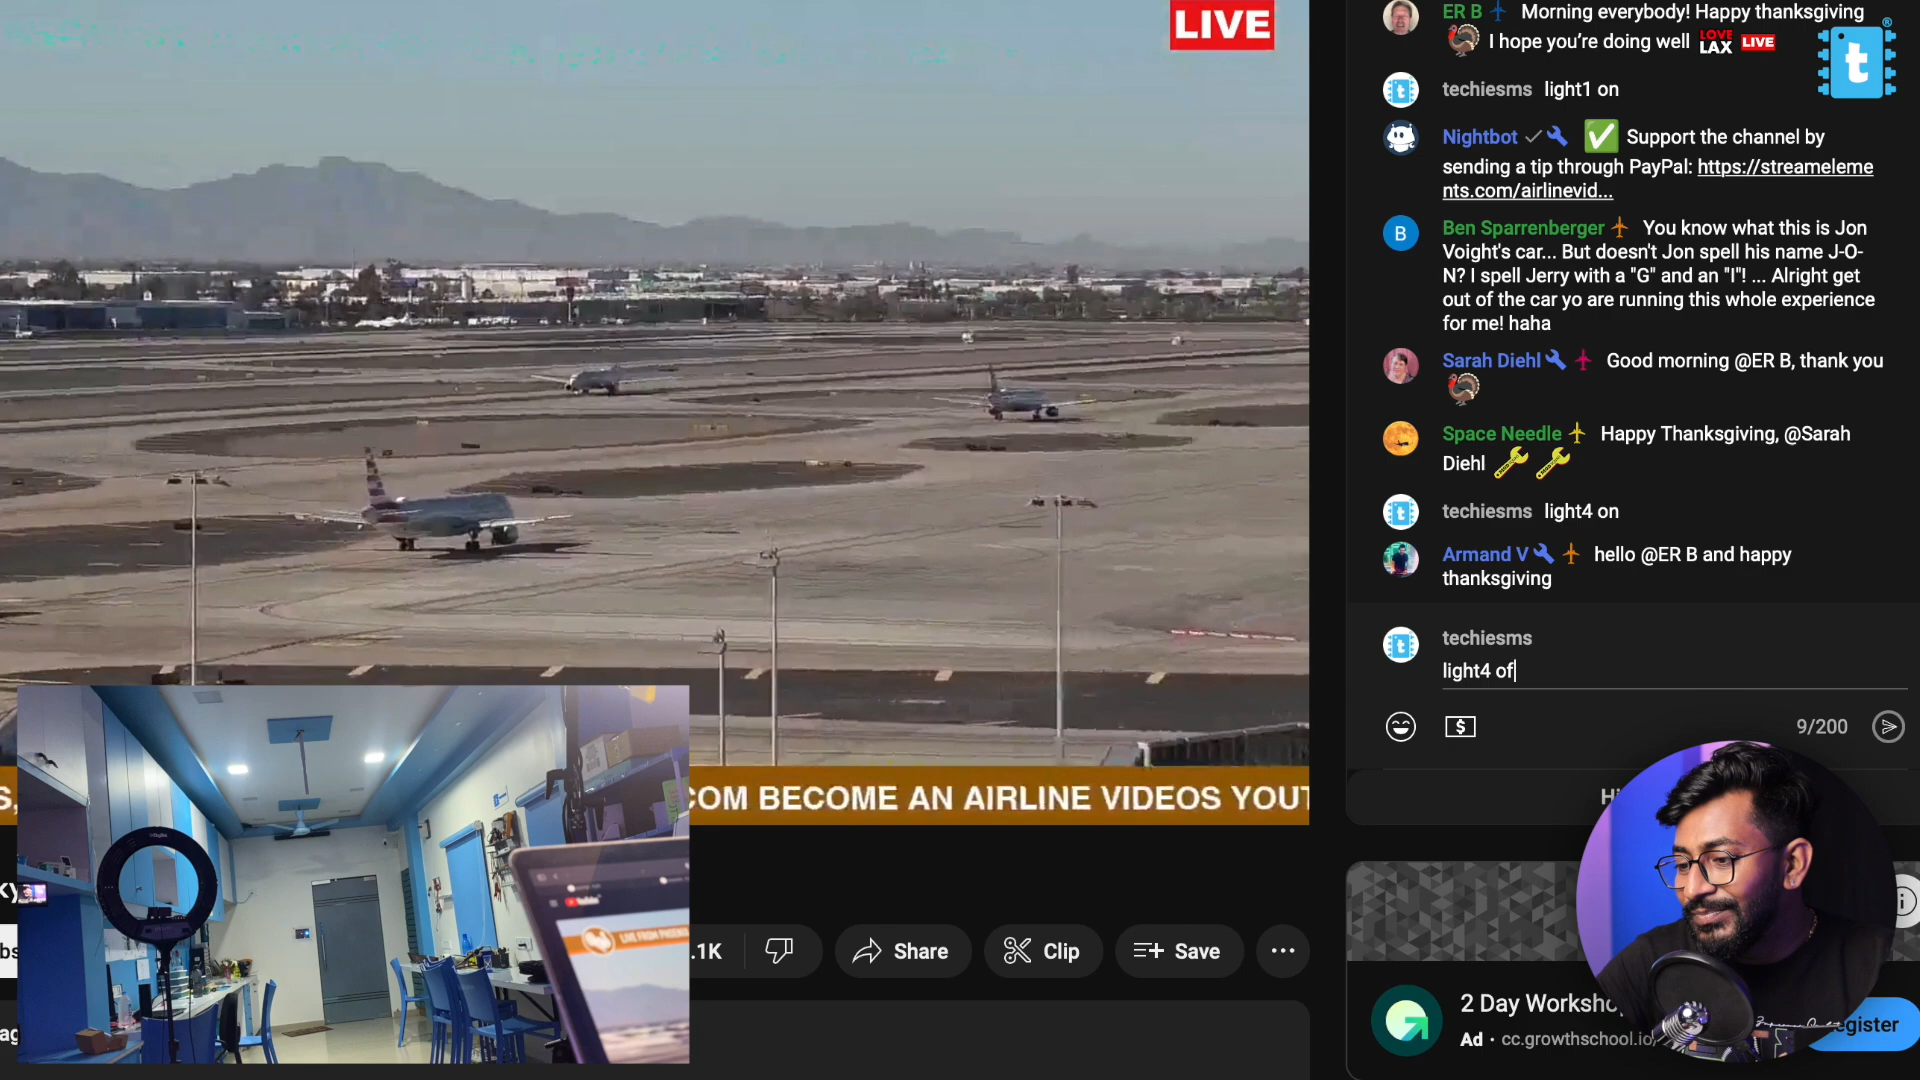 LIVE
ER B Morning everybody! Happy thanksgiving
I hope you're doing well LOVE LAX LIVE
t
techiesms light1 on
Nightbot Support the channel by
sending a tip through PayPal: https://streameleme
nts.com/airlinevid...
B
Ben Sparrenberger You know what this is Jon
Voight's car... But doesn't Jon spell his name J-O-
N? I spell Jerry with a "G" and an "I"! ... Alright get
out of the car yo are running this whole experience
for me! haha
Sarah Diehl Good morning @ER B, thank you
Space Needle Happy Thanksgiving, @Sarah
Diehl
techiesms light4 on
Armand V hello @ER B and happy
thanksgiving
techiesms
light4 of
9/200
S,
COM BECOME AN AIRLINE VIDEOS YOUT
LIVE FROM PHOENIX
.1K
Share
Clip
Save
2 Day Worksho
Ad · cc.growthschool.io
egister